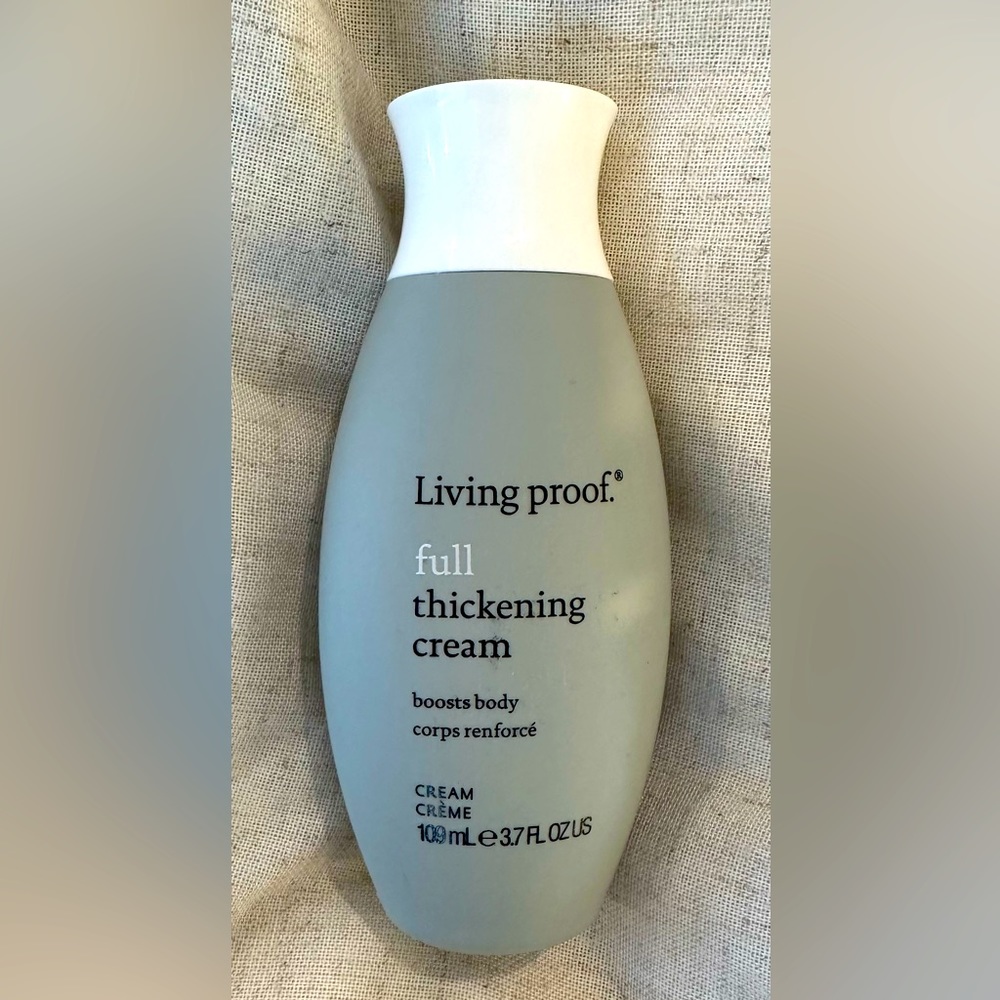 Living proof.®
full
thickening
cream
boosts body
corps renforcé
CREAM
CRÈME
109 mL e 3.7 FL OZ US